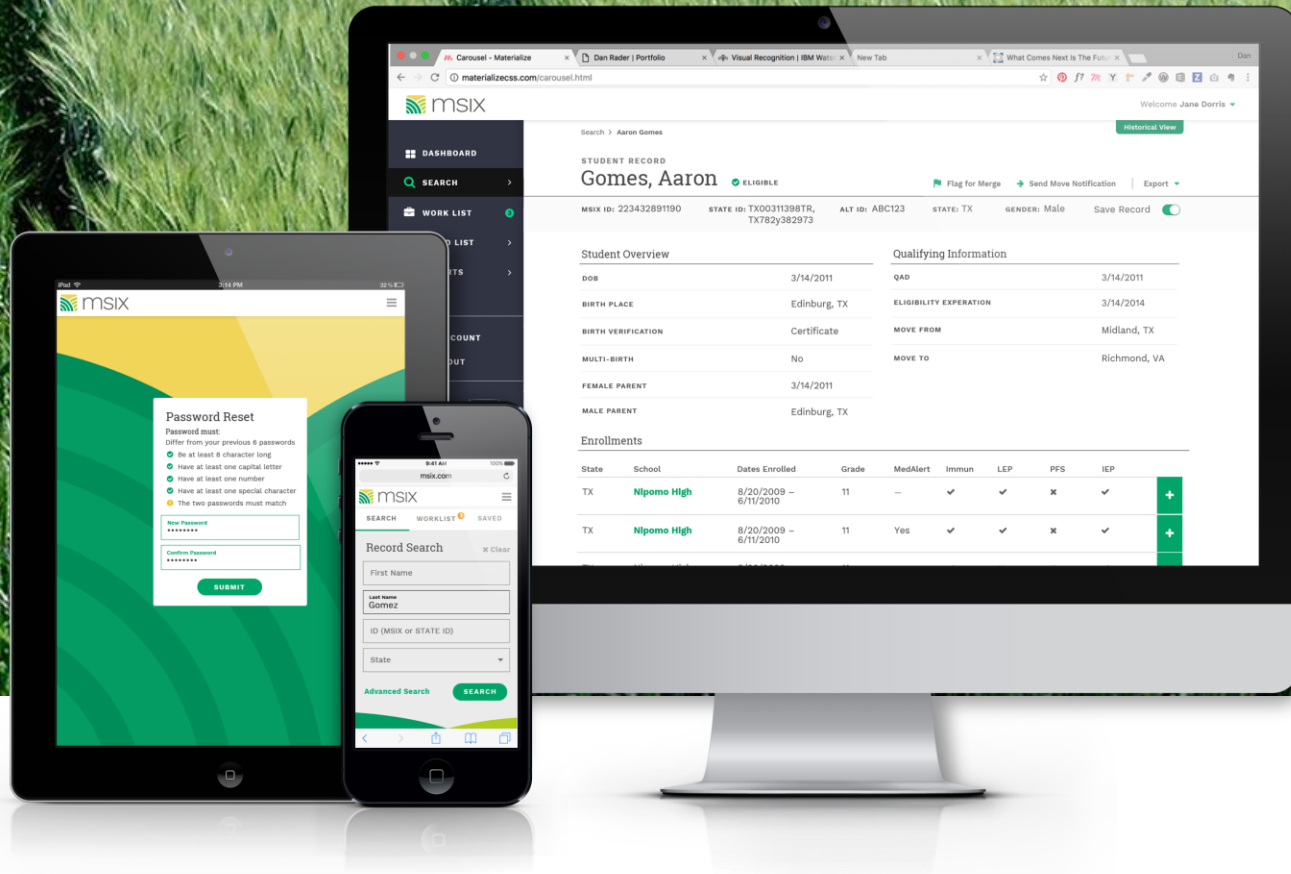 Carousel - Materialize
Dan Rader | Portfolio
Visual Recognition | IBM Wats
New Tab
What Comes Next Is The Futur
Dan
materializecss.com/carousel.html
msix
Welcome Jane Dorris
Search > Aaron Gomes
Historical View
DASHBOARD
SEARCH
WORK LIST 3
LIST
RTS
COUNT
OUT
STUDENT RECORD
Gomes, Aaron ELIGIBLE
Flag for Merge Send Move Notification Export
MSIX ID: 223432891190 STATE ID: TX00311398TR, ALT ID: ABC123 STATE: TX GENDER: Male Save Record
TX782y382973
Student Overview
DOB 3/14/2011
BIRTH PLACE Edinburg, TX
BIRTH VERIFICATION Certificate
MULTI-BIRTH No
FEMALE PARENT 3/14/2011
MALE PARENT Edinburg, TX
Qualifying Information
QAD 3/14/2011
ELIGIBILITY EXPERATION 3/14/2014
MOVE FROM Midland, TX
MOVE TO Richmond, VA
Enrollments
State School Dates Enrolled Grade MedAlert Immun LEP PFS IEP
TX Nipomo High 8/20/2009 – 11 –
6/11/2010
TX Nipomo High 8/20/2009 – 11 Yes
6/11/2010
iPad 3:14 PM 32%
msix
Password Reset
Password must:
Differ from your previous 6 passwords
Be at least 8 character long
Have at least one capital letter
Have at least one number
Have at least one special character
The two passwords must match
New Password
••••••••
Confirm Password
••••••••
SUBMIT
9:41 AM 100%
msix.com
msix
SEARCH WORKLIST 3 SAVED
Record Search × Clear
First Name
Last Name
Gomez
ID (MSIX or STATE ID)
State
Advanced Search SEARCH